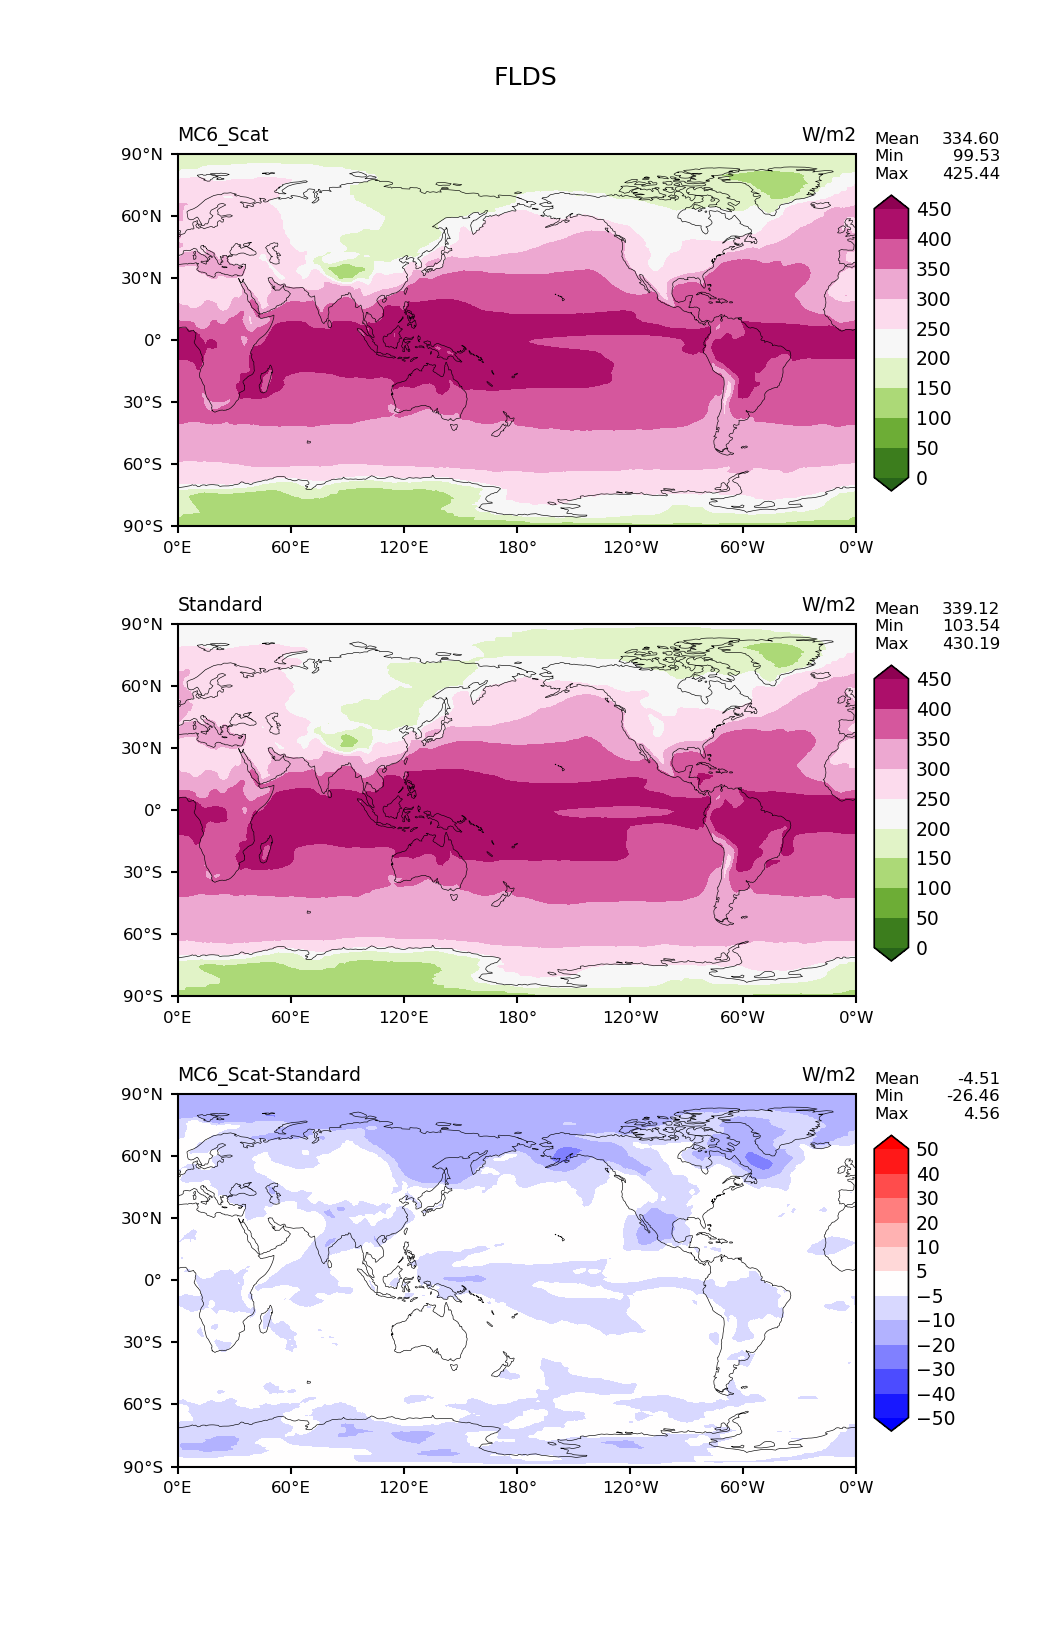 FLDS
MC6_Scat W/m2
Mean 334.60
Min 99.53
Max 425.44
90°N
60°N
30°N
0°
30°S
60°S
90°S
0°E 60°E 120°E 180° 120°W 60°W 0°W
450
400
350
300
250
200
150
100
50
0
Standard W/m2
Mean 339.12
Min 103.54
Max 430.19
90°N
60°N
30°N
0°
30°S
60°S
90°S
0°E 60°E 120°E 180° 120°W 60°W 0°W
450
400
350
300
250
200
150
100
50
0
MC6_Scat-Standard W/m2
Mean -4.51
Min -26.46
Max 4.56
90°N
60°N
30°N
0°
30°S
60°S
90°S
0°E 60°E 120°E 180° 120°W 60°W 0°W
50
40
30
20
10
5
−5
−10
−20
−30
−40
−50